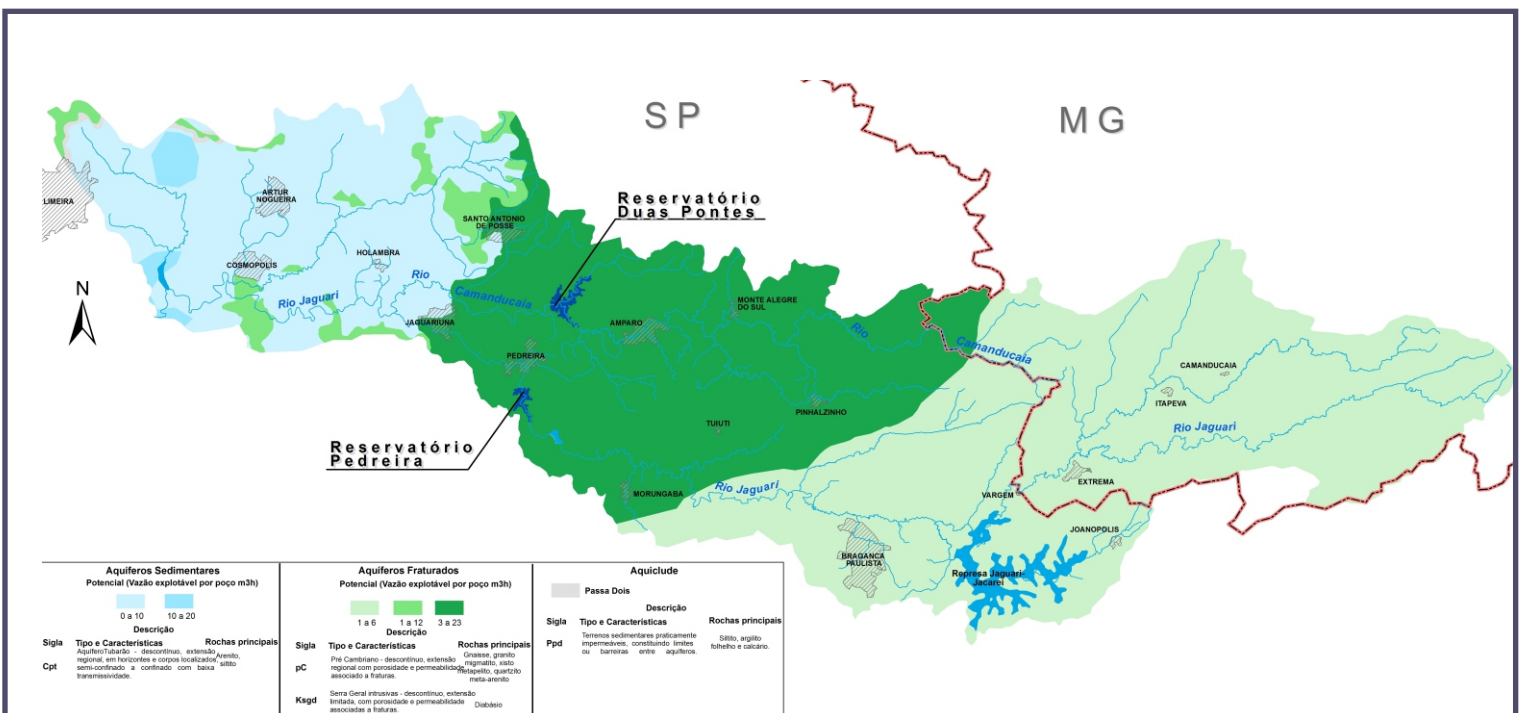 SP
MG
Reservatório
Duas Pontes
LIMEIRA
ARTUR
NOGUEIRA
SANTO ANTONIO
DE POSSE
HOLAMBRA
COSMOPOLIS
Rio
Camanducaia
Rio Jaguari
N
JAGUARIUNA
AMPARO
MONTE ALEGRE
DO SUL
Rio
Camanducaia
PEDREIRA
CAMANDUCAIA
ITAPEVA
PINHALZINHO
TUIUTI
Rio Jaguari
Reservatório
Pedreira
MORUNGABA
Rio Jaguari
VARGEM
EXTREMA
JOANOPOLIS
BRAGANCA
PAULISTA
Represa Jaguari-
Jacarei
Aquíferos Sedimentares
Potencial (Vazão explotável por poço m3h)
0 a 10 10 a 20
Descrição
Sigla Tipo e Características Rochas principais
Cpt
AquíferoTubarão - descontínuo, extensão
regional, em horizontes e corpos localizados,
semi-confinado a confinado com baixa
transmissividade.
Arenito,
siltito
Aquíferos Fraturados
Potencial (Vazão explotável por poço m3h)
1 a 6 1 a 12 3 a 23
Descrição
Sigla Tipo e Características Rochas principais
pC
Pré Cambriano - descontínuo, extensão
regional com porosidade e permeabilidade
associado a fraturas.
Gnaisse, granito
migmatito, xisto
metapelito, quartzito
meta-arenito
Ksgd
Serra Geral intrusivas - descontínuo, extensão
limitada, com porosidade e permeabilidade
associadas a fraturas.
Diabásio
Aquiclude
Passa Dois
Descrição
Sigla Tipo e Características Rochas principais
Ppd
Terrenos sedimentares praticamente
impermeáveis, constituindo limites
ou barreiras entre aquíferos.
Siltito, argilito
folhelho e calcário.